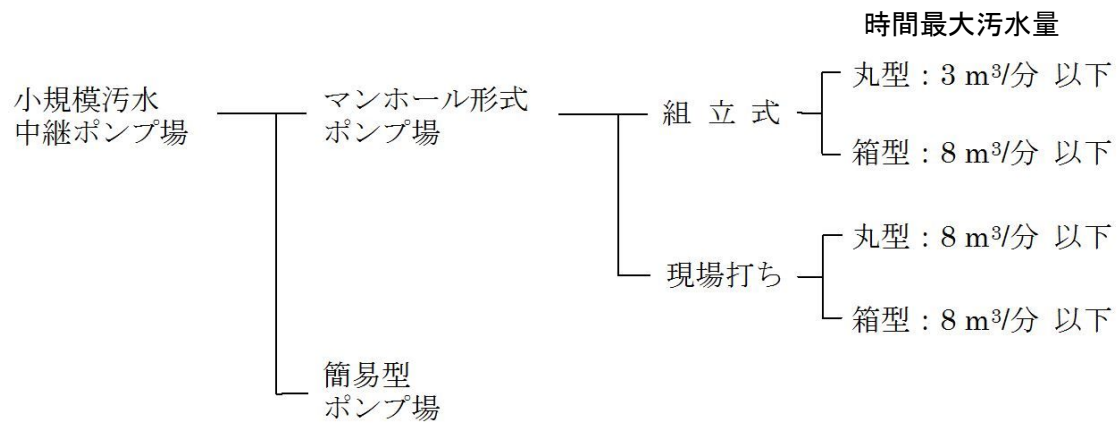 時間最大汚水量
小規模汚水
中継ポンプ場
マンホール形式
ポンプ場
組 立 式
丸型：3 m³/分 以下
箱型：8 m³/分 以下
現場打ち
丸型：8 m³/分 以下
箱型：8 m³/分 以下
簡易型
ポンプ場